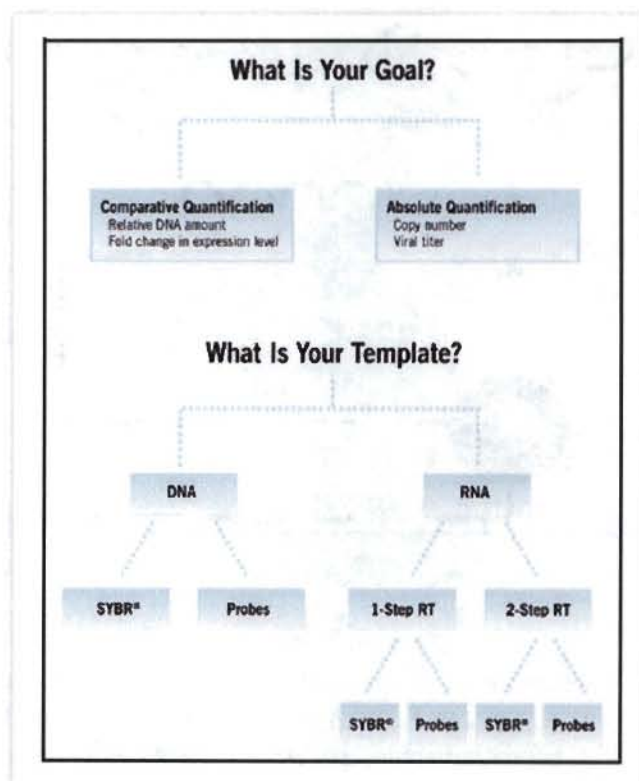 What Is Your Goal?
Comparative Quantification
Relative DNA amount
Fold change in expression level
Absolute Quantification
Copy number
Viral titer
What Is Your Template?
DNA
RNA
SYBR®
Probes
1-Step RT
2-Step RT
SYBR®
Probes
SYBR®
Probes